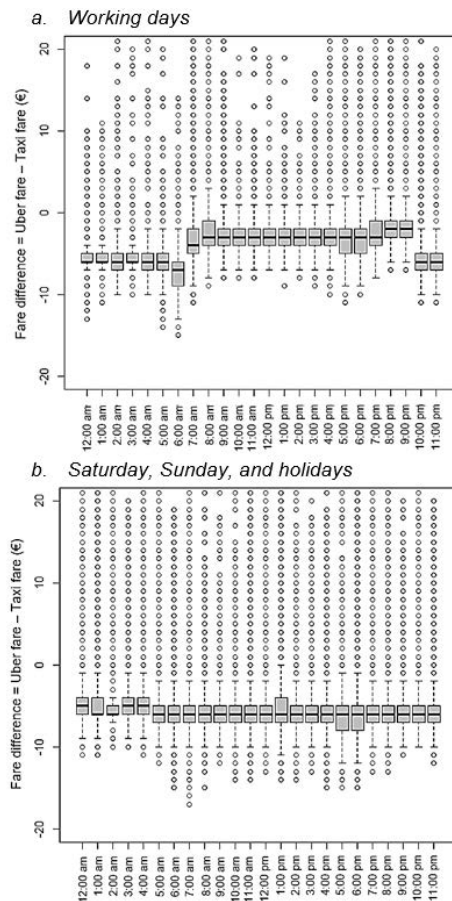 a. Working days
Fare difference = Uber fare – Taxi fare (€)
20
10
0
-10
-20
12:00 am
1:00 am
2:00 am
3:00 am
4:00 am
5:00 am
6:00 am
7:00 am
8:00 am
9:00 am
10:00 am
11:00 am
12:00 pm
1:00 pm
2:00 pm
3:00 pm
4:00 pm
5:00 pm
6:00 pm
7:00 pm
8:00 pm
9:00 pm
10:00 pm
11:00 pm
b. Saturday, Sunday, and holidays
Fare difference = Uber fare – Taxi fare (€)
20
10
0
-10
-20
12:00 am
1:00 am
2:00 am
3:00 am
4:00 am
5:00 am
6:00 am
7:00 am
8:00 am
9:00 am
10:00 am
11:00 am
12:00 pm
1:00 pm
2:00 pm
3:00 pm
4:00 pm
5:00 pm
6:00 pm
7:00 pm
8:00 pm
9:00 pm
10:00 pm
11:00 pm